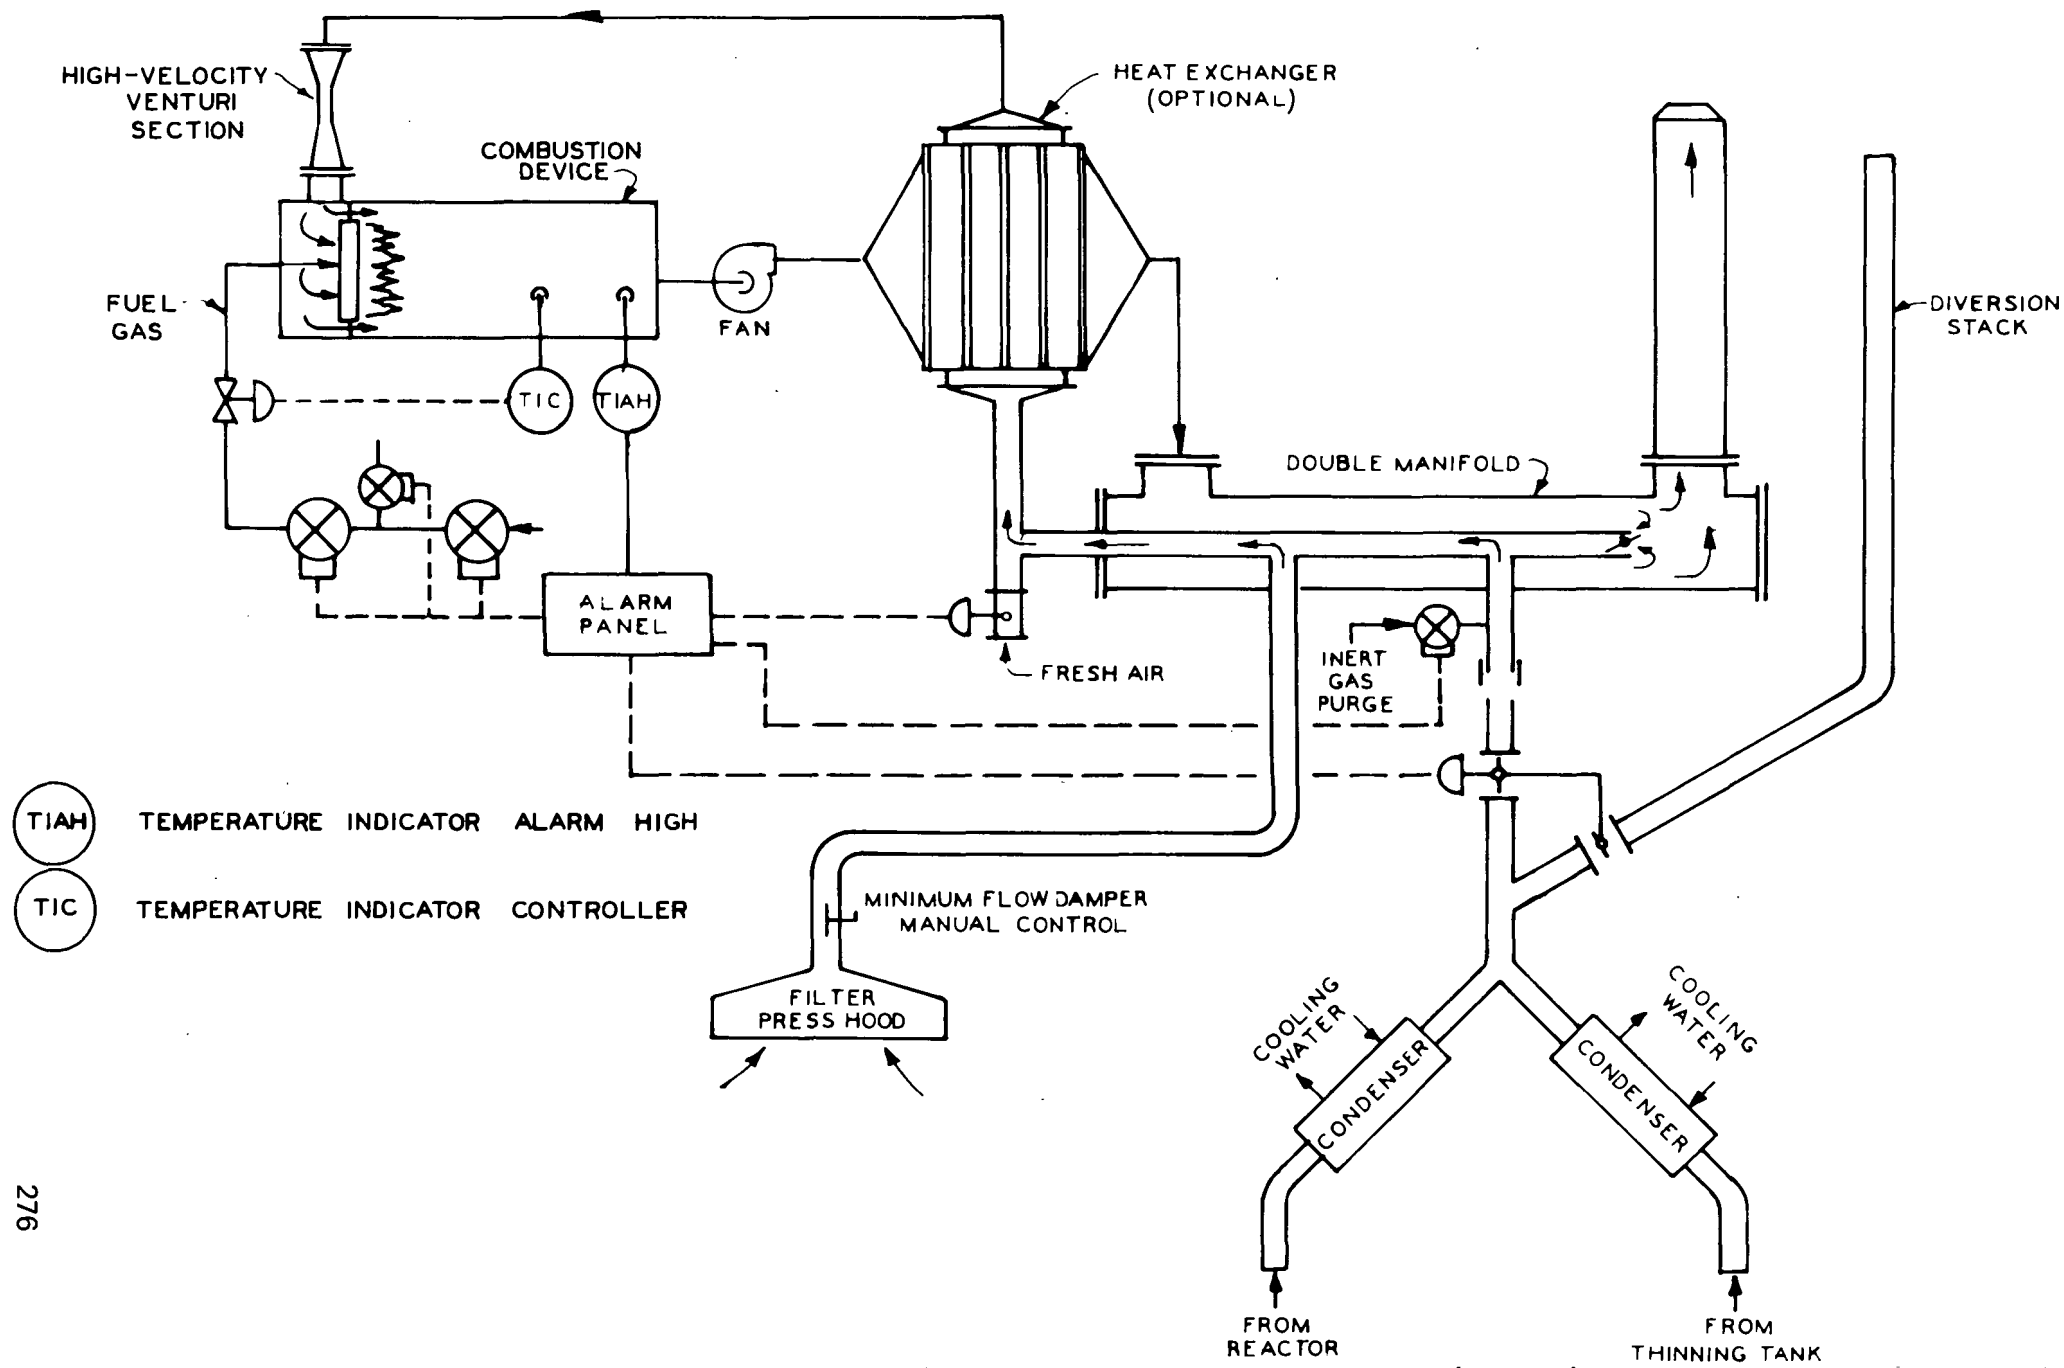 HIGH-VELOCITY
VENTURI
SECTION
HEAT EXCHANGER
(OPTIONAL)
COMBUSTION
DEVICE
FUEL
GAS
FAN
DIVERSION
STACK
TIC
TIAH
DOUBLE MANIFOLD
ALARM
PANEL
FRESH AIR
INERT
GAS
PURGE
TIAH
TEMPERATURE INDICATOR ALARM HIGH
TIC
TEMPERATURE INDICATOR CONTROLLER
MINIMUM FLOW DAMPER
MANUAL CONTROL
FILTER
PRESS HOOD
COOLING
WATER
COOLING
WATER
CONDENSER
CONDENSER
276
FROM
REACTOR
FROM
THINNING TANK